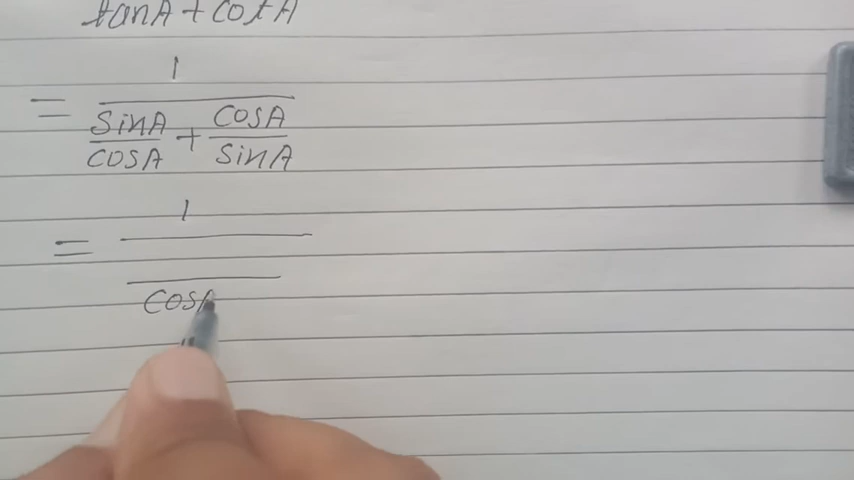 tanA + cotA
1
= sinA + cosA
cosA sinA
1
=
cosA